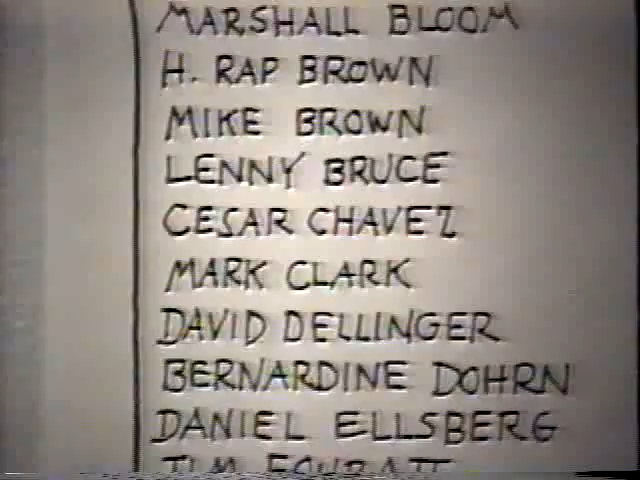 MARSHALL BLOOM
H. RAP BROWN
MIKE BROWN
LENNY BRUCE
CESAR CHAVEZ
MARK CLARK
DAVID DELLINGER
BERNARDINE DOHRN
DANIEL ELLSBERG